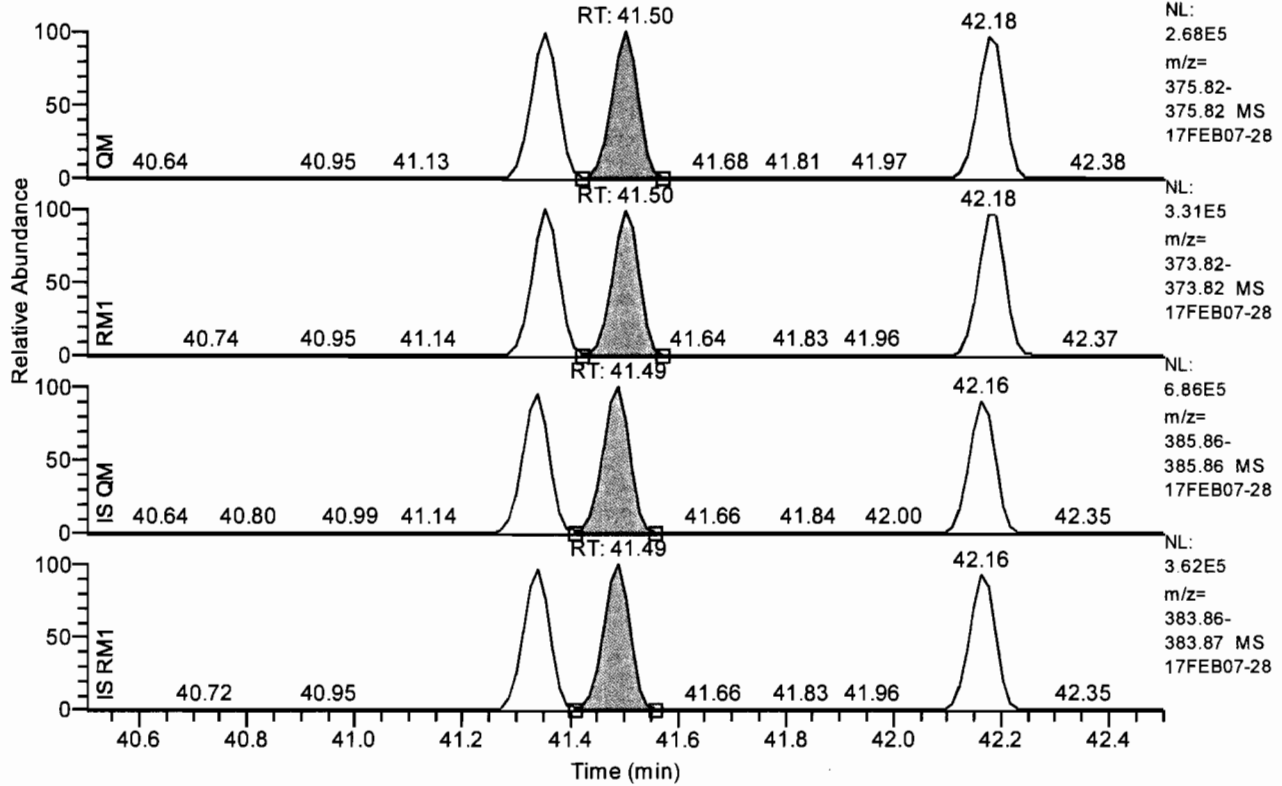 Relative Abundance
RT: 41.50
42.18
100
50
0
QM
40.64 40.95 41.13 41.68 41.81 41.97 42.38
NL:
2.68E5
m/z=
375.82-
375.82 MS
17FEB07-28
RT: 41.50
42.18
100
50
0
RM1
40.74 40.95 41.14 41.64 41.83 41.96 42.37
NL:
3.31E5
m/z=
373.82-
373.82 MS
17FEB07-28
RT: 41.49
42.16
100
50
0
IS QM
40.64 40.80 40.99 41.14 41.66 41.84 42.00 42.35
NL:
6.86E5
m/z=
385.86-
385.86 MS
17FEB07-28
RT: 41.49
42.16
100
50
0
IS RM1
40.72 40.95 41.66 41.83 41.96 42.35
NL:
3.62E5
m/z=
383.86-
383.87 MS
17FEB07-28
40.6 40.8 41.0 41.2 41.4 41.6 41.8 42.0 42.2 42.4
Time (min)